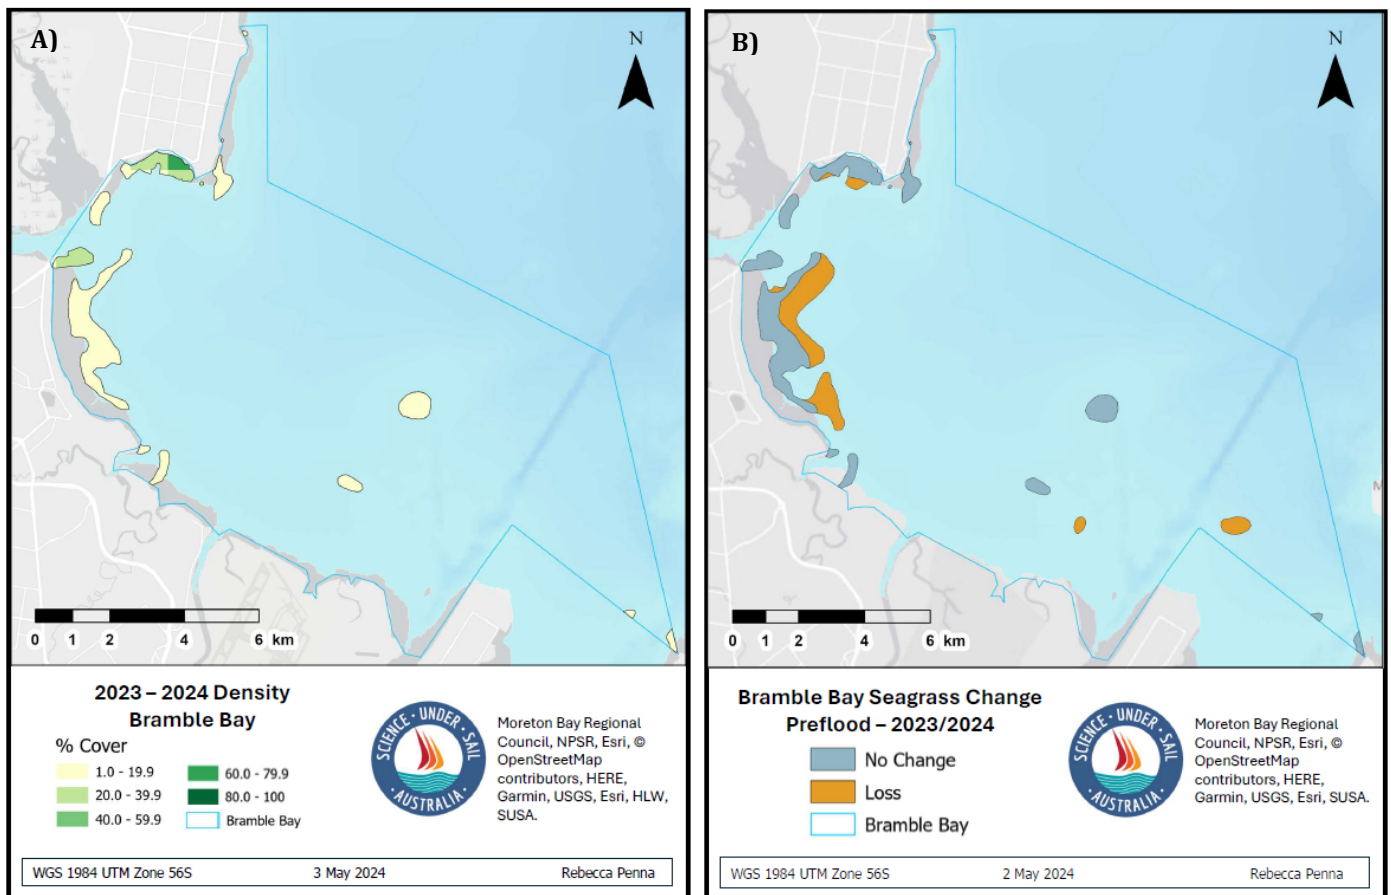 A)
N
0 1 2 4 6 km
2023 – 2024 Density
Bramble Bay
% Cover
1.0 - 19.9
20.0 - 39.9
40.0 - 59.9
60.0 - 79.9
80.0 - 100
Bramble Bay
SCIENCE · UNDER · SAIL
· AUSTRALIA ·
Moreton Bay Regional
Council, NPSR, Esri, ©
OpenStreetMap
contributors, HERE,
Garmin, USGS, Esri, HLW,
SUSA.
WGS 1984 UTM Zone 56S 3 May 2024 Rebecca Penna
B)
N
M
0 1 2 4 6 km
Bramble Bay Seagrass Change
Preflood – 2023/2024
No Change
Loss
Bramble Bay
SCIENCE · UNDER · SAIL
· AUSTRALIA ·
Moreton Bay Regional
Council, NPSR, Esri, ©
OpenStreetMap
contributors, HERE,
Garmin, USGS, Esri, SUSA.
WGS 1984 UTM Zone 56S 2 May 2024 Rebecca Penna